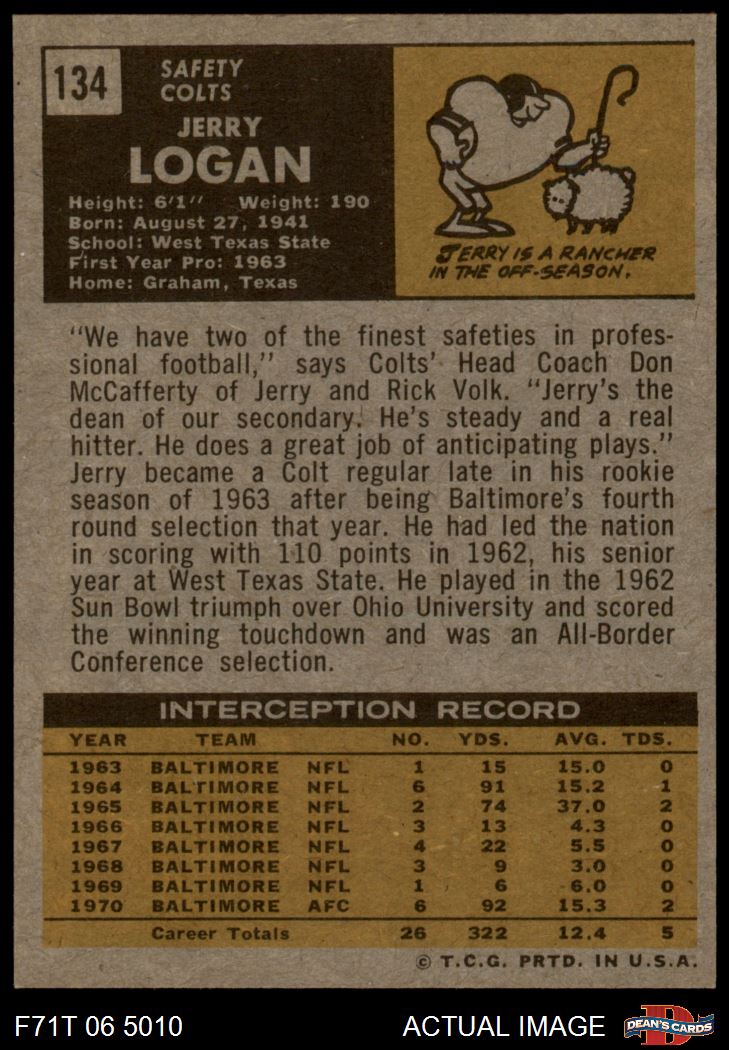 134
SAFETY
COLTS
JERRY
LOGAN
Height: 6'1" Weight: 190
Born: August 27, 1941
School: West Texas State
First Year Pro: 1963
Home: Graham, Texas
JERRY IS A RANCHER
IN THE OFF-SEASON.
"We have two of the finest safeties in profes-
sional football," says Colts' Head Coach Don
McCafferty of Jerry and Rick Volk. "Jerry's the
dean of our secondary. He's steady and a real
hitter. He does a great job of anticipating plays."
Jerry became a Colt regular late in his rookie
season of 1963 after being Baltimore's fourth
round selection that year. He had led the nation
in scoring with 110 points in 1962, his senior
year at West Texas State. He played in the 1962
Sun Bowl triumph over Ohio University and scored
the winning touchdown and was an All-Border
Conference selection.
INTERCEPTION RECORD
YEAR TEAM NO. YDS. AVG. TDS.
1963 BALTIMORE NFL 1 15 15.0 0
1964 BALTIMORE NFL 6 91 15.2 1
1965 BALTIMORE NFL 2 74 37.0 2
1966 BALTIMORE NFL 3 13 4.3 0
1967 BALTIMORE NFL 4 22 5.5 0
1968 BALTIMORE NFL 3 9 3.0 0
1969 BALTIMORE NFL 1 6 6.0 0
1970 BALTIMORE AFC 6 92 15.3 2
Career Totals 26 322 12.4 5
© T.C.G. PRTD. IN U.S.A.
F71T 06 5010 ACTUAL IMAGE
D
DEAN'S CARDS